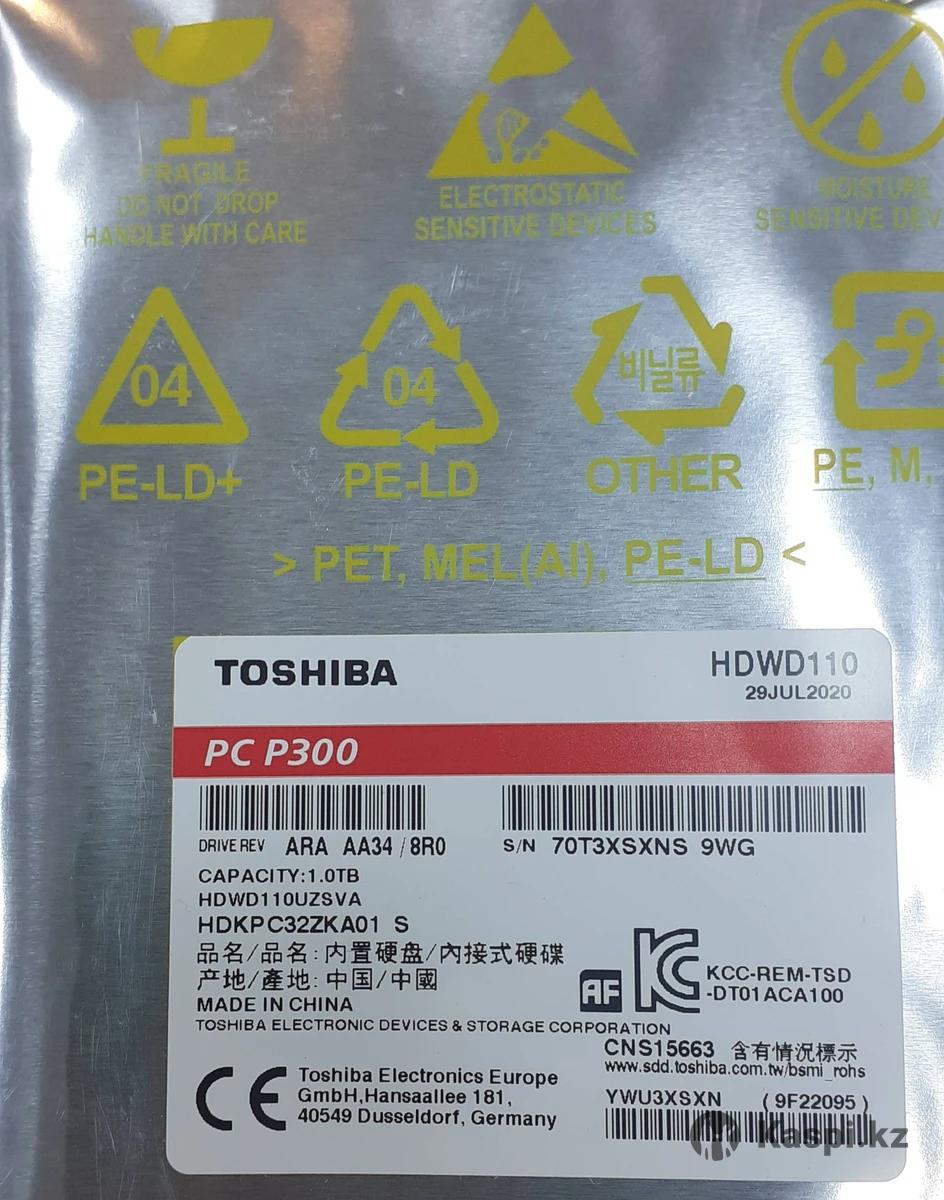 FRAGILE
DO NOT DROP
HANDLE WITH CARE
ELECTROSTATIC
SENSITIVE DEVICES
MOISTURE
SENSITIVE DEV
04
PE-LD+
04
PE-LD
비닐류
OTHER
PE, M,
> PET, MEL(Al), PE-LD <
TOSHIBA
HDWD110
29JUL2020
PC P300
DRIVE REV ARA AA34 / 8R0
S/N 70T3XSXNS 9WG
CAPACITY:1.0TB
HDWD110UZSVA
HDKPC32ZKA01 S
品名/品名: 内置硬盘/內接式硬碟
产地/產地: 中国/中國
MADE IN CHINA
AF
KCC-REM-TSD
-DT01ACA100
TOSHIBA ELECTRONIC DEVICES & STORAGE CORPORATION
CNS15663 含有情況標示
www.sdd.toshiba.com.tw/bsmi_rohs
CE
Toshiba Electronics Europe
GmbH,Hansaallee 181,
40549 Dusseldorf, Germany
YWU3XSXN (9F22095)
Kaspi.kz